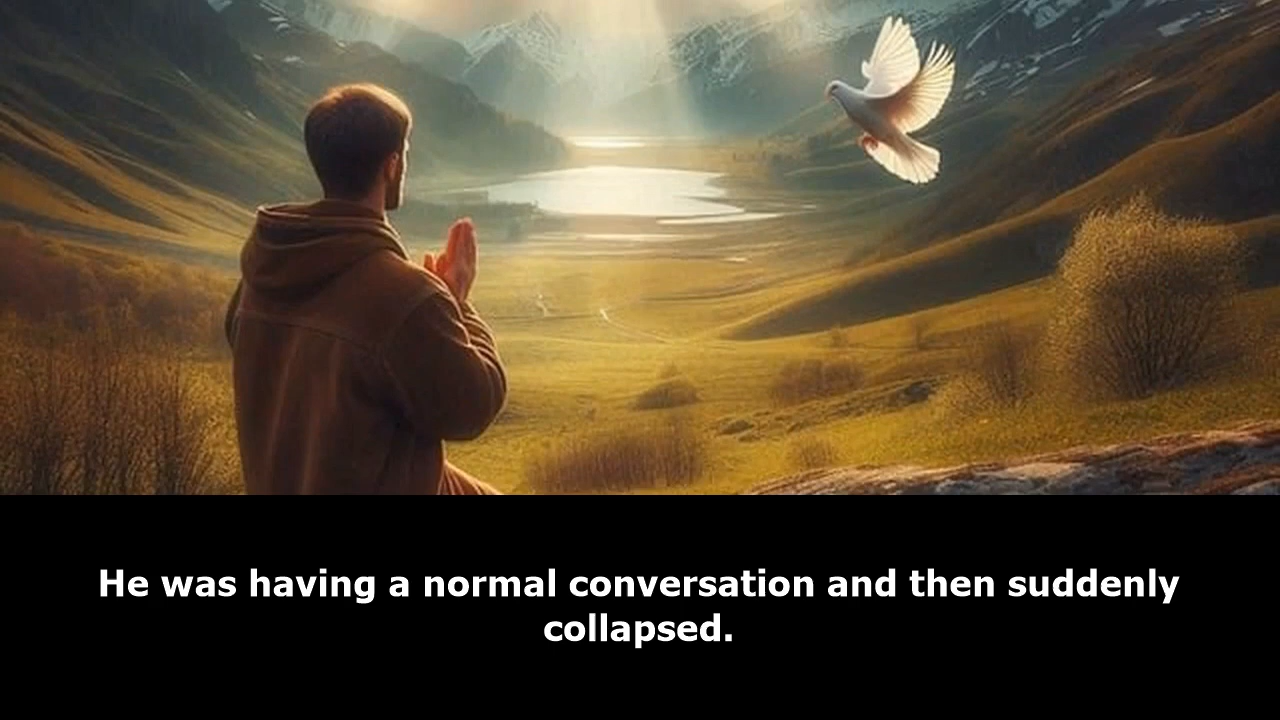 He was having a normal conversation and then suddenly
collapsed.